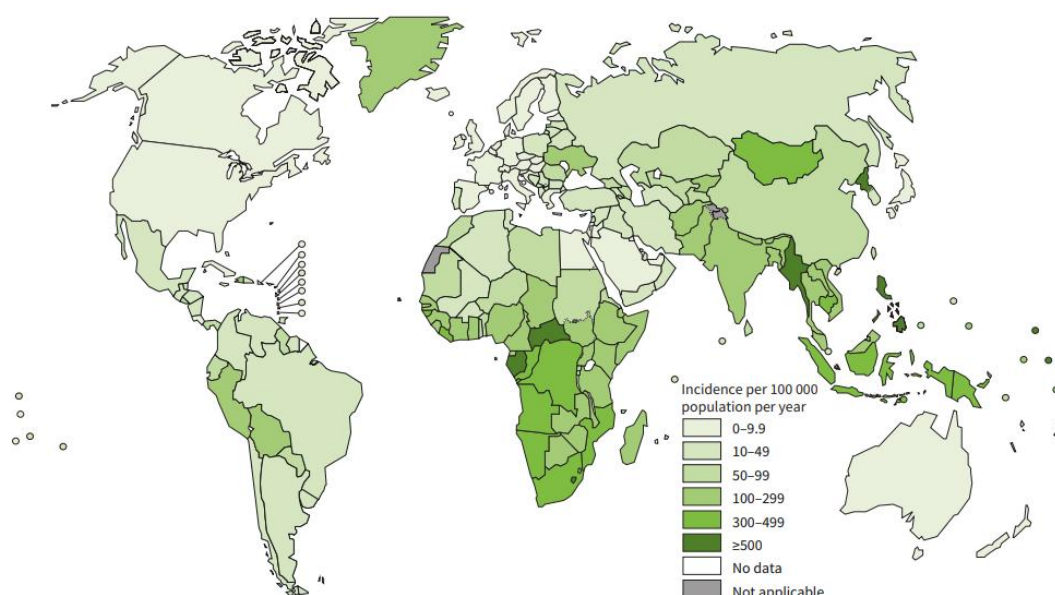 Incidence per 100 000
population per year
0–9.9
10–49
50–99
100–299
300–499
≥500
No data
Not applicable